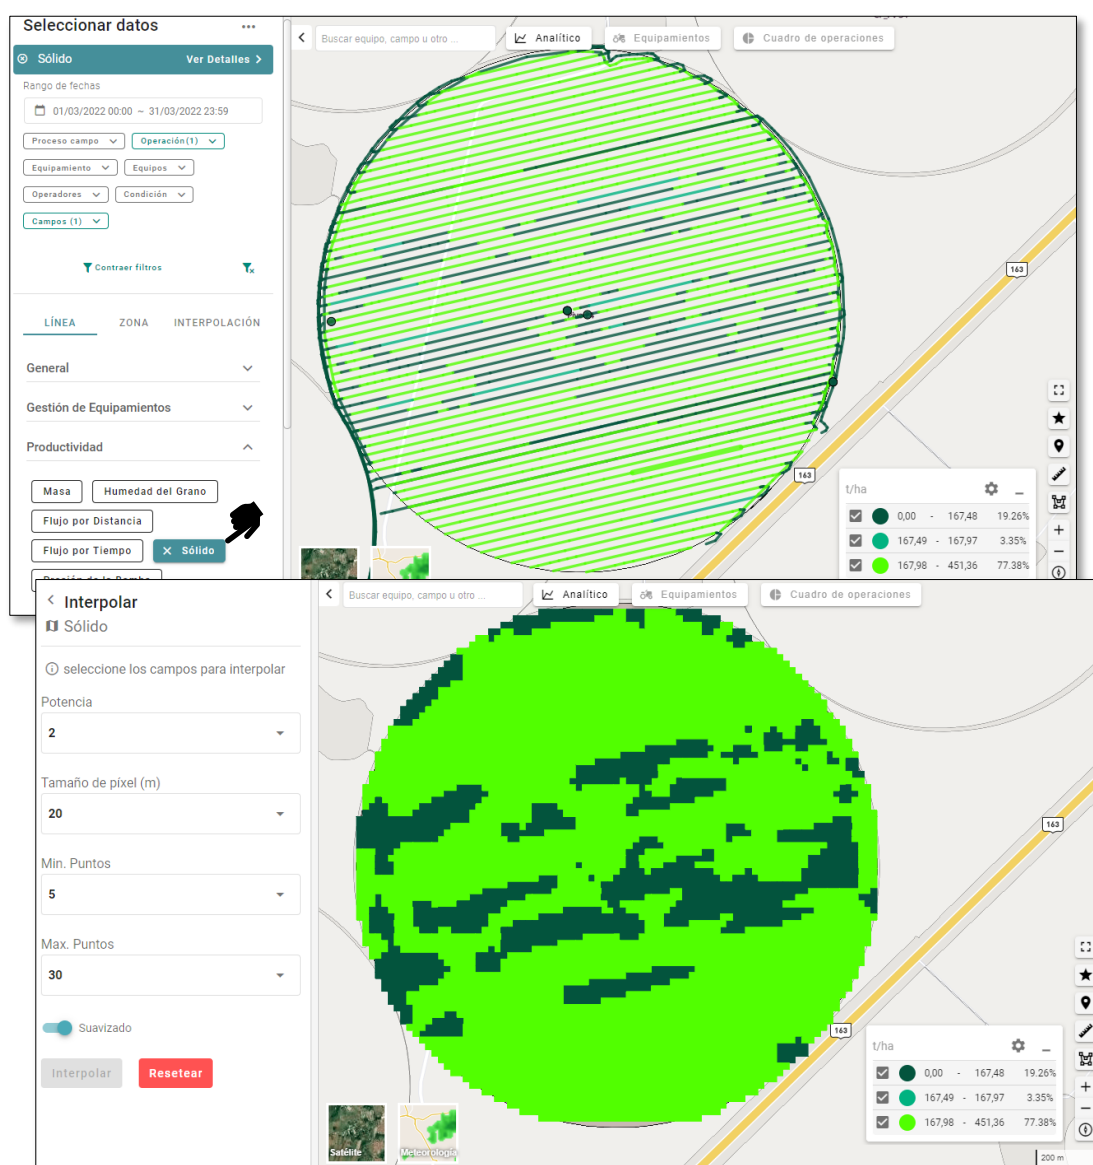 Seleccionar datos
Sólido
Ver Detalles
Rango de fechas
01/03/2022 00:00 ~ 31/03/2022 23:59
Proceso campo
Operación(1)
Equipamiento
Equipos
Operadores
Condición
Campos (1)
Contraer filtros
LÍNEA
ZONA
INTERPOLACIÓN
General
Gestión de Equipamientos
Productividad
Masa
Humedad del Grano
Flujo por Distancia
Flujo por Tiempo
Sólido
Buscar equipo, campo u otro ...
Analítico
Equipamientos
Cuadro de operaciones
163
163
t/ha
0,00 - 167,48 19.26%
167,49 - 167,97 3.35%
167,98 - 451,36 77.38%
Interpolar
Sólido
seleccione los campos para interpolar
Potencia
2
Tamaño de píxel (m)
20
Min. Puntos
5
Max. Puntos
30
Suavizado
Interpolar
Resetear
Buscar equipo, campo u otro ...
Analítico
Equipamientos
Cuadro de operaciones
163
163
t/ha
0,00 - 167,48 19.26%
167,49 - 167,97 3.35%
167,98 - 451,36 77.38%
Satélite
Meteorología
200 m